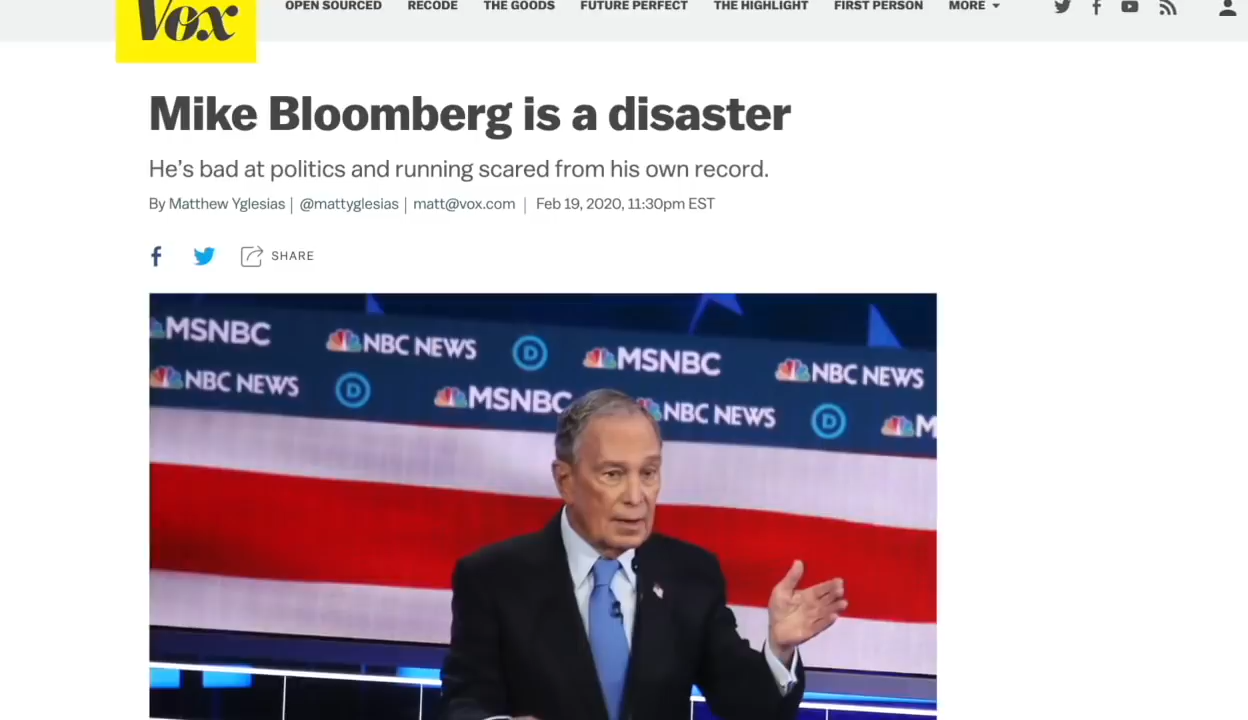 Vox
OPEN SOURCED RECODE THE GOODS FUTURE PERFECT THE HIGHLIGHT FIRST PERSON MORE
Mike Bloomberg is a disaster
He's bad at politics and running scared from his own record.
By Matthew Yglesias | @mattyglesias | matt@vox.com | Feb 19, 2020, 11:30pm EST
SHARE
MSNBC NBC NEWS D MSNBC NBC NEWS
NBC NEWS D MSNBC NBC NEWS D M